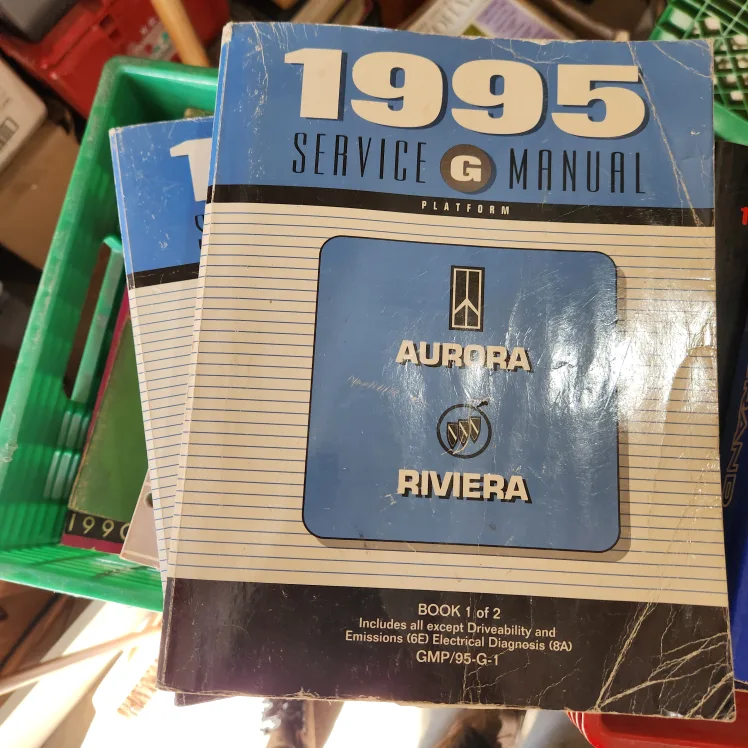 1995
SERVICE G MANUAL
PLATFORM
AURORA
RIVIERA
BOOK 1 of 2
Includes all except Driveability and
Emissions (6E) Electrical Diagnosis (8A)
GMP/95-G-1
1990